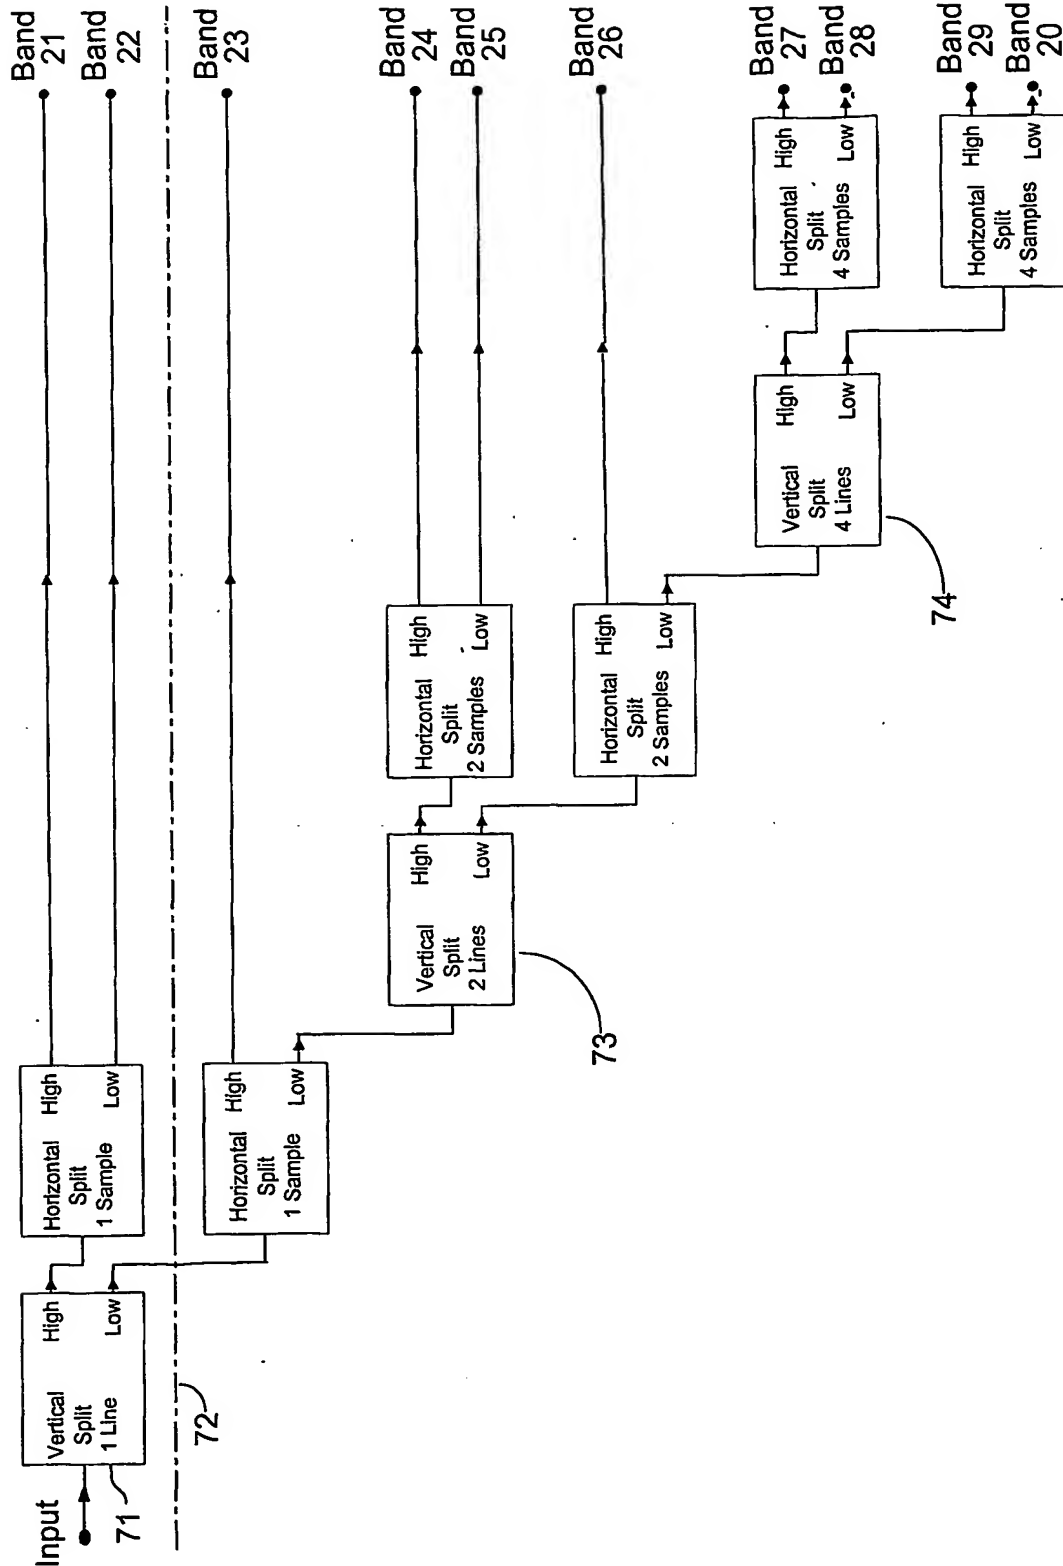 Input
71
Vertical
Split
1 Line
High
Low
72
Horizontal
Split
1 Sample
High
Low
Band
21
Band
22
Horizontal
Split
1 Sample
High
Low
Band
23
Vertical
Split
2 Lines
High
Low
73
Horizontal
Split
2 Samples
High
Low
Band
24
Band
25
Horizontal
Split
2 Samples
High
Low
Band
26
Vertical
Split
4 Lines
High
Low
74
Horizontal
Split
4 Samples
High
Low
Band
27
Band
28
Horizontal
Split
4 Samples
High
Low
Band
29
Band
20